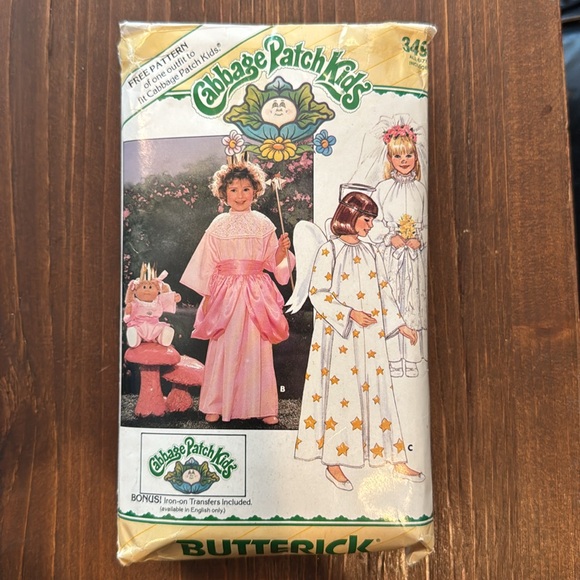 FREE PATTERN
of one outfit to
fit Cabbage Patch Kids.®
Cabbage Patch Kids®
345
B
C
Cabbage Patch Kids
BONUS! Iron-on Transfers Included.
(available in English only)
BUTTERICK